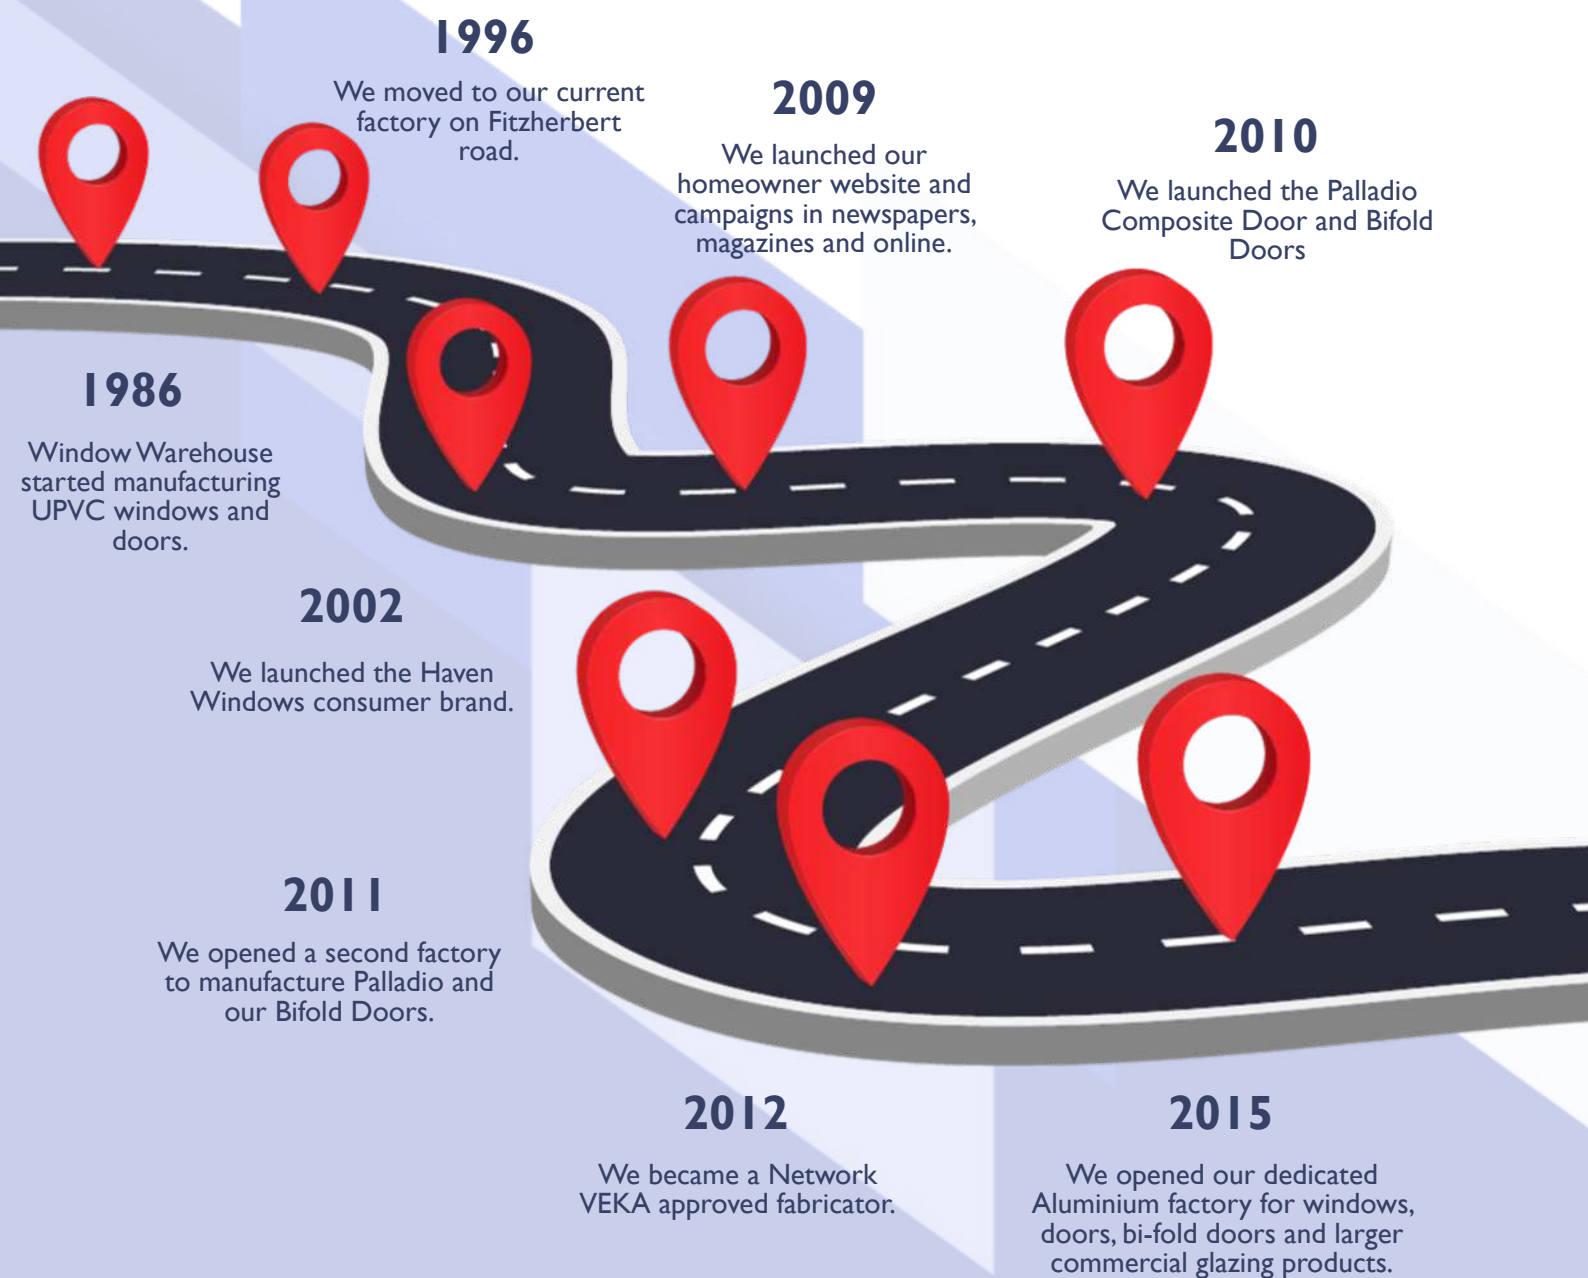 1996
We moved to our current
factory on Fitzherbert
road.
2009
We launched our
homeowner website and
campaigns in newspapers,
magazines and online.
2010
We launched the Palladio
Composite Door and Bifold
Doors
1986
Window Warehouse
started manufacturing
UPVC windows and
doors.
2002
We launched the Haven
Windows consumer brand.
2011
We opened a second factory
to manufacture Palladio and
our Bifold Doors.
2012
We became a Network
VEKA approved fabricator.
2015
We opened our dedicated
Aluminium factory for windows,
doors, bi-fold doors and larger
commercial glazing products.